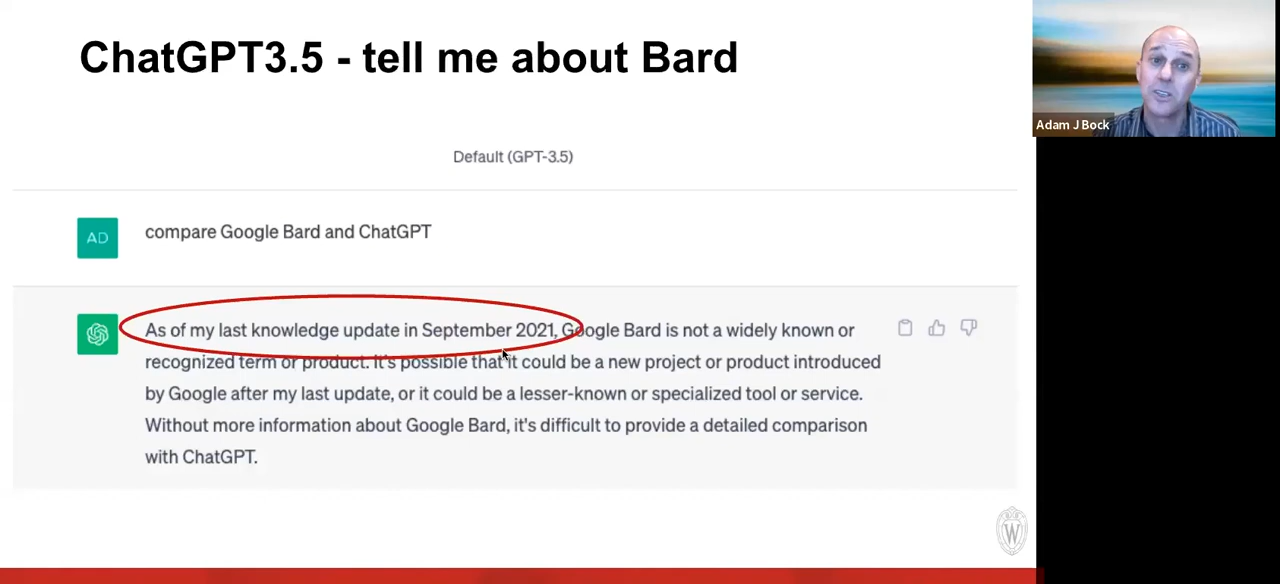 ChatGPT3.5 - tell me about Bard
Adam J Bock
Default (GPT-3.5)
AD
compare Google Bard and ChatGPT
As of my last knowledge update in September 2021, Google Bard is not a widely known or
recognized term or product. It's possible that it could be a new project or product introduced
by Google after my last update, or it could be a lesser-known or specialized tool or service.
Without more information about Google Bard, it's difficult to provide a detailed comparison
with ChatGPT.
W